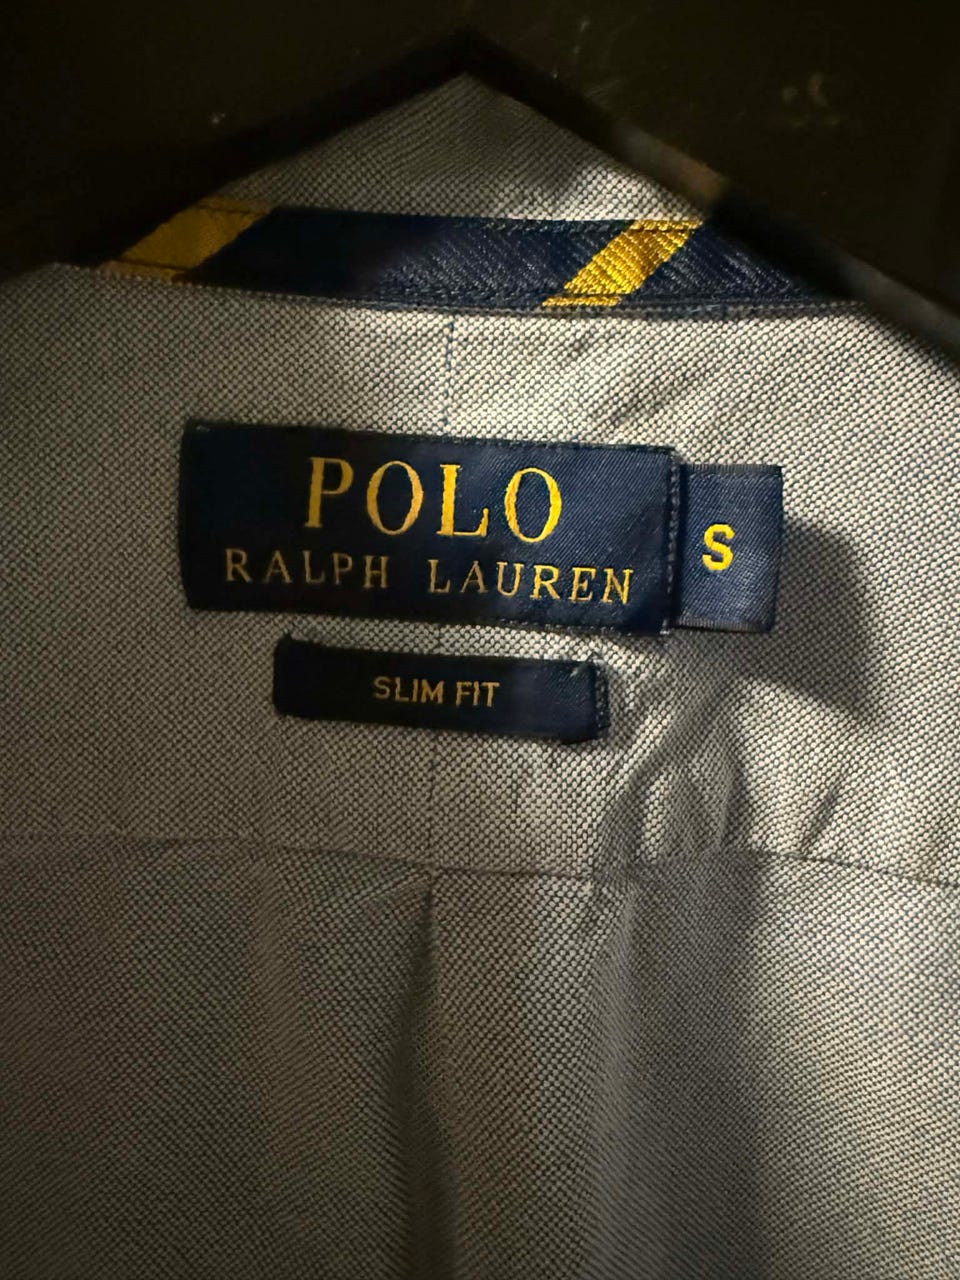 POLO
RALPH LAUREN
S
SLIM FIT